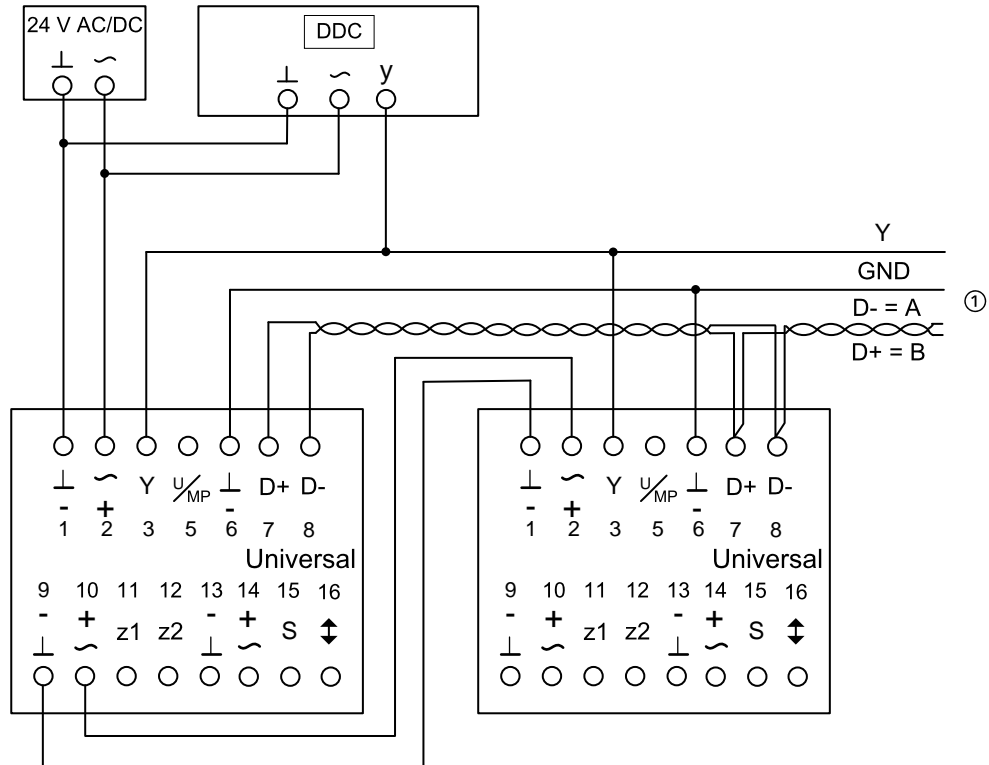 24 V AC/DC
DDC
⊥ ~
⊥ ~ y
Y
GND
D- = A
①
D+ = B
⊥ ~ Y U/MP ⊥ D+ D-
- + -
1 2 3 5 6 7 8
Universal
9 10 11 12 13 14 15 16
- + z1 z2 - + S ↕
⊥ ~ ⊥ ~
⊥ ~ Y U/MP ⊥ D+ D-
- + -
1 2 3 5 6 7 8
Universal
9 10 11 12 13 14 15 16
- + z1 z2 - + S ↕
⊥ ~ ⊥ ~